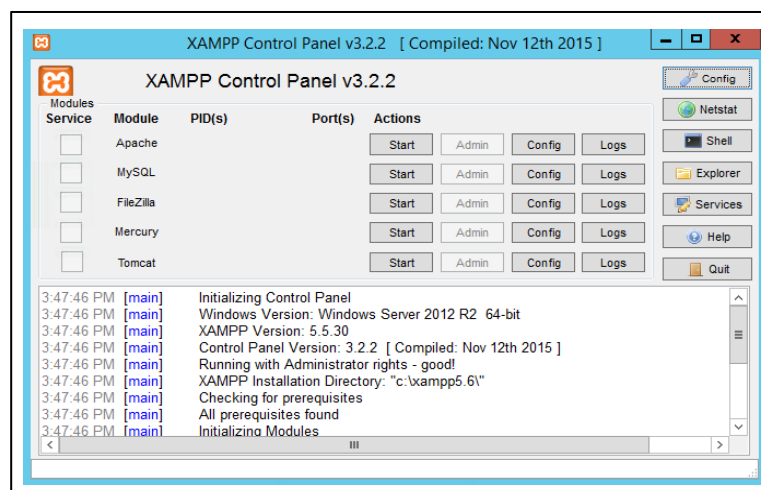 XAMPP Control Panel v3.2.2 [ Compiled: Nov 12th 2015 ]
XAMPP Control Panel v3.2.2
Config
Netstat
Shell
Explorer
Services
Help
Quit
Modules
Service Module PID(s) Port(s) Actions
Apache Start Admin Config Logs
MySQL Start Admin Config Logs
FileZilla Start Admin Config Logs
Mercury Start Admin Config Logs
Tomcat Start Admin Config Logs
3:47:46 PM [main] Initializing Control Panel
3:47:46 PM [main] Windows Version: Windows Server 2012 R2 64-bit
3:47:46 PM [main] XAMPP Version: 5.5.30
3:47:46 PM [main] Control Panel Version: 3.2.2 [ Compiled: Nov 12th 2015 ]
3:47:46 PM [main] Running with Administrator rights - good!
3:47:46 PM [main] XAMPP Installation Directory: "c:\xampp5.6\"
3:47:46 PM [main] Checking for prerequisites
3:47:46 PM [main] All prerequisites found
3:47:46 PM [main] Initializing Modules